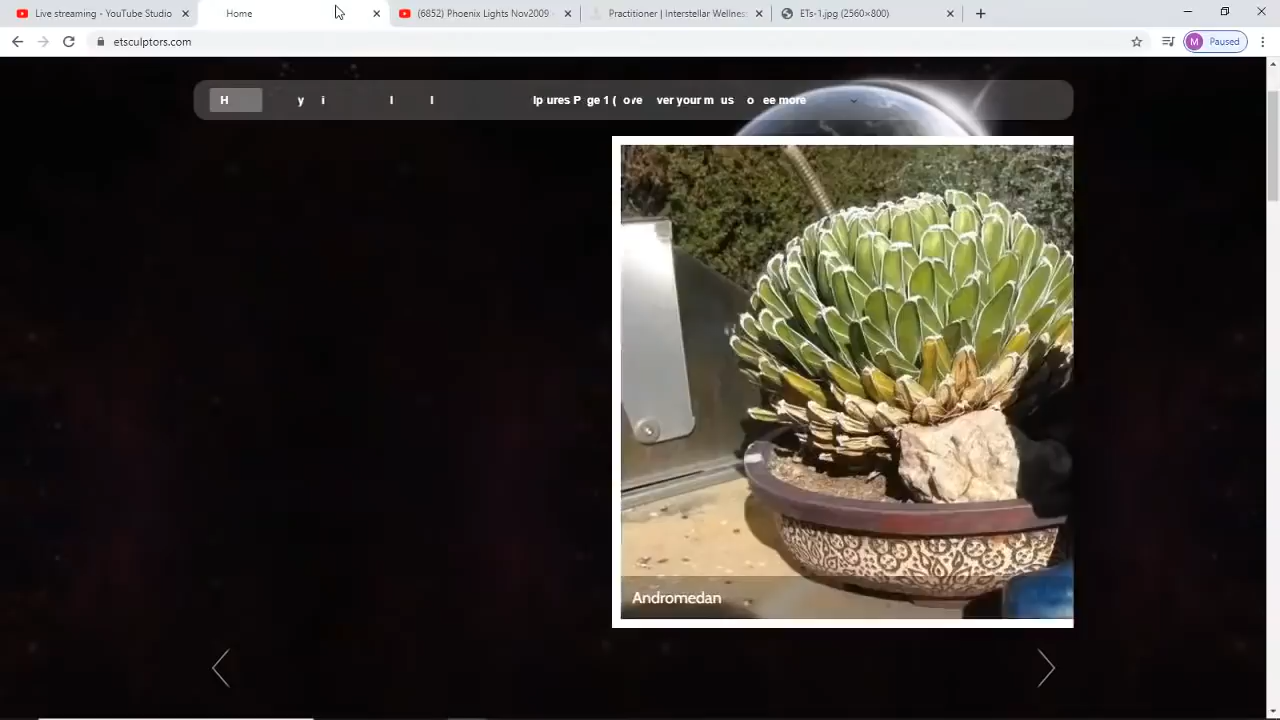 Live streaming - YouTube Studio
Home
(6852) Phoenix Lights Nov2009
Practitioner | Interstellar Wellnes
ETs-1.jpg (2560×800)
etsculptors.com
M Paused
Andromedan